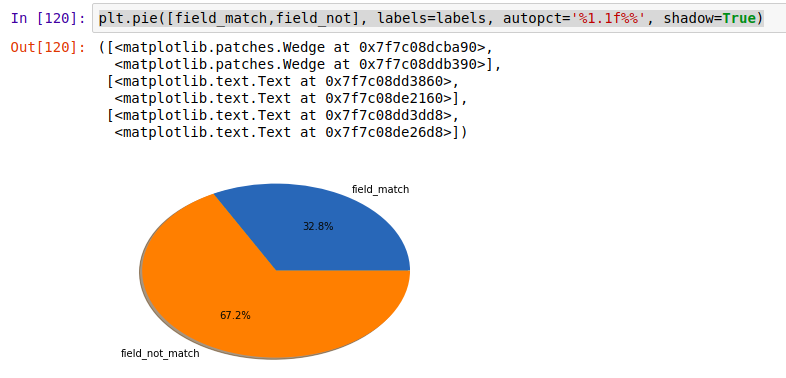 In [120]: plt.pie([field_match,field_not], labels=labels, autopct='%1.1f%%', shadow=True)
Out[120]: ([<matplotlib.patches.Wedge at 0x7f7c08dcba90>,
<matplotlib.patches.Wedge at 0x7f7c08ddb390>],
[<matplotlib.text.Text at 0x7f7c08dd3860>,
<matplotlib.text.Text at 0x7f7c08de2160>],
[<matplotlib.text.Text at 0x7f7c08dd3dd8>,
<matplotlib.text.Text at 0x7f7c08de26d8>])
field_match
32.8%
67.2%
field_not_match